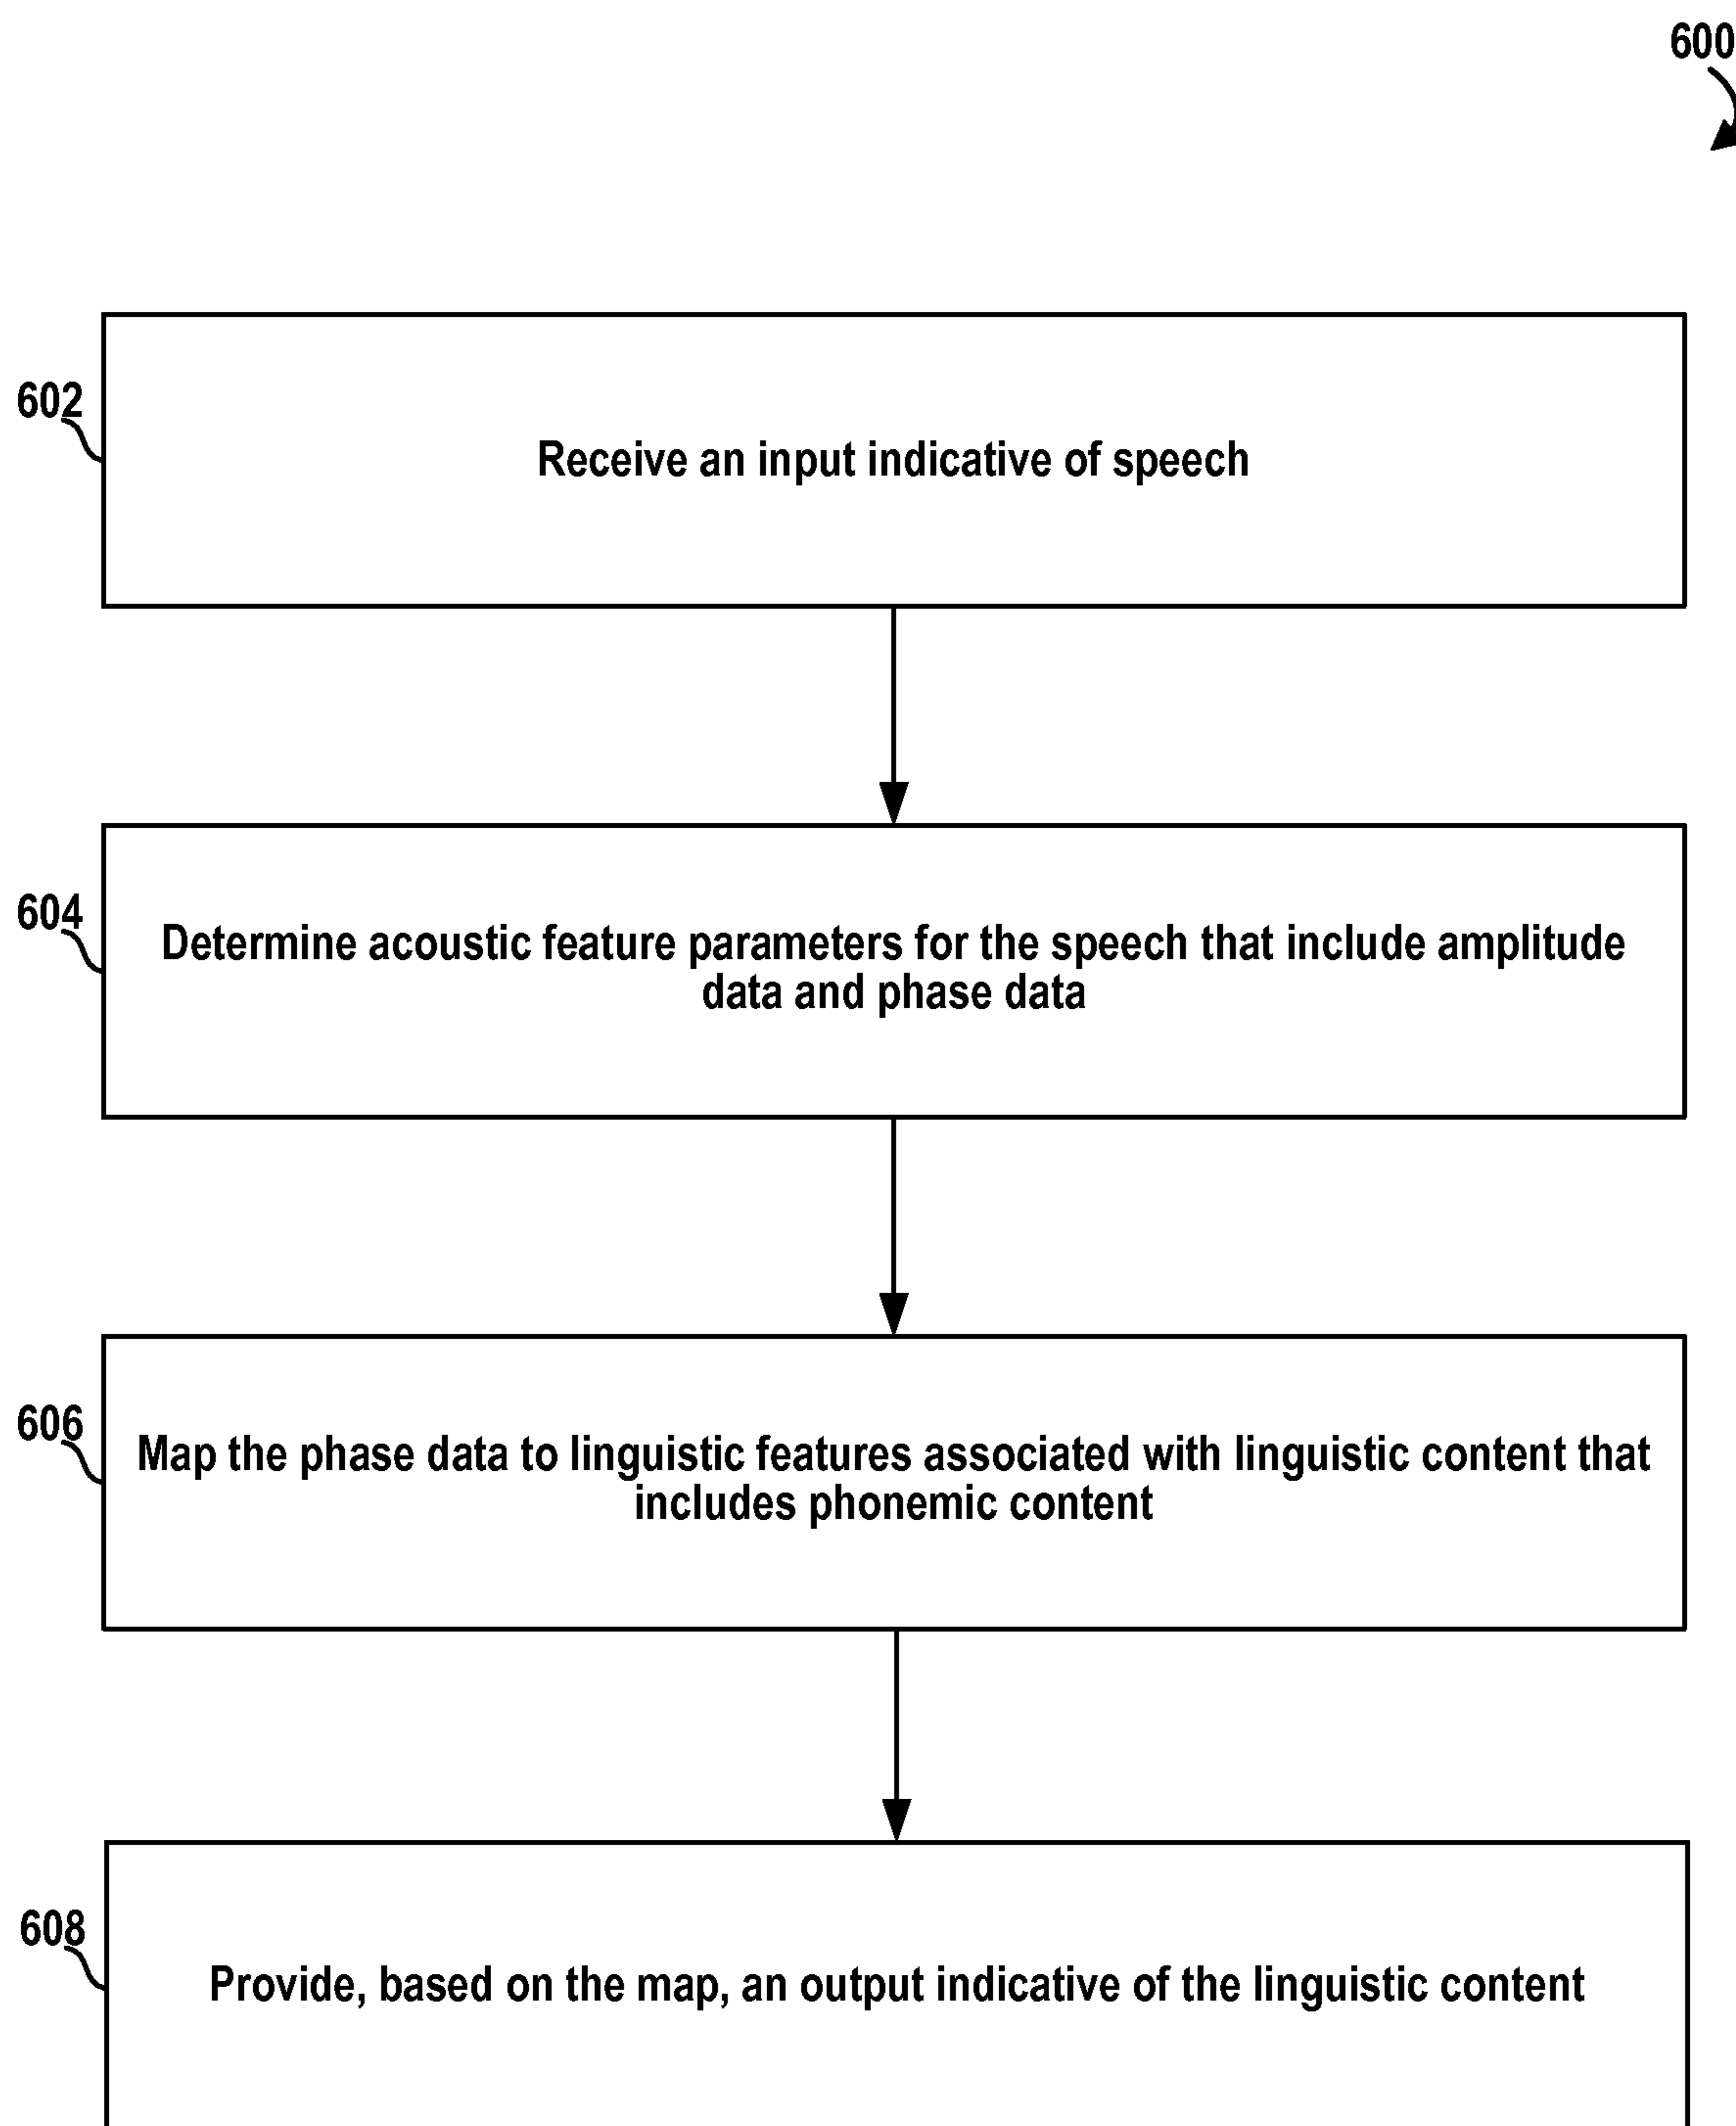 600
602
Receive an input indicative of speech
604
Determine acoustic feature parameters for the speech that include amplitude
data and phase data
606
Map the phase data to linguistic features associated with linguistic content that
includes phonemic content
608
Provide, based on the map, an output indicative of the linguistic content